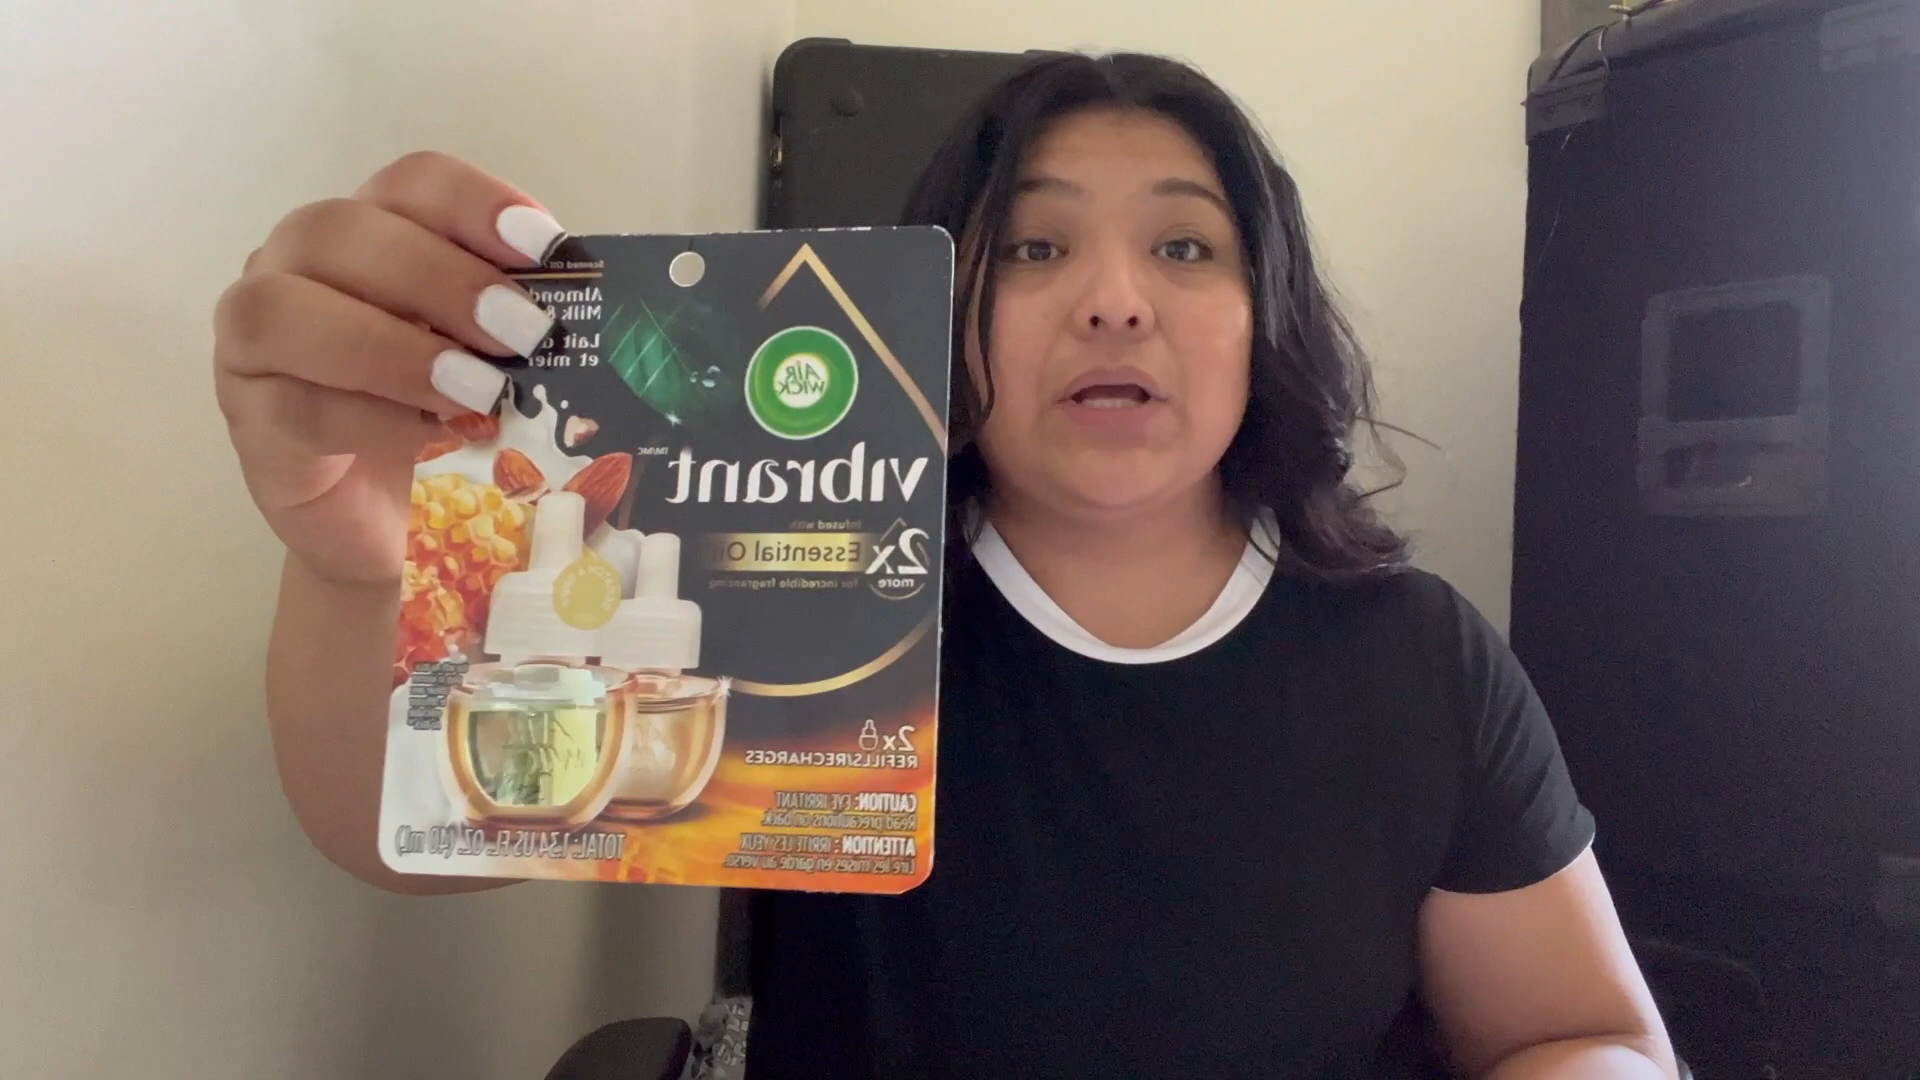 Scented Oil /
Almond
Milk &
Lait d
et miel
AIR
WICK
vibrant
TM/MC
infused with
2x
more
Essential Oil
for incredible fragrancing
2x
REFILLS/RECHARGES
CAUTION: EYE IRRITANT
Read precautions on back.
ATTENTION : IRRITE LES YEUX
Lire les mises en garde au verso.
TOTAL: 1.34 US FL. OZ. (40 mL)